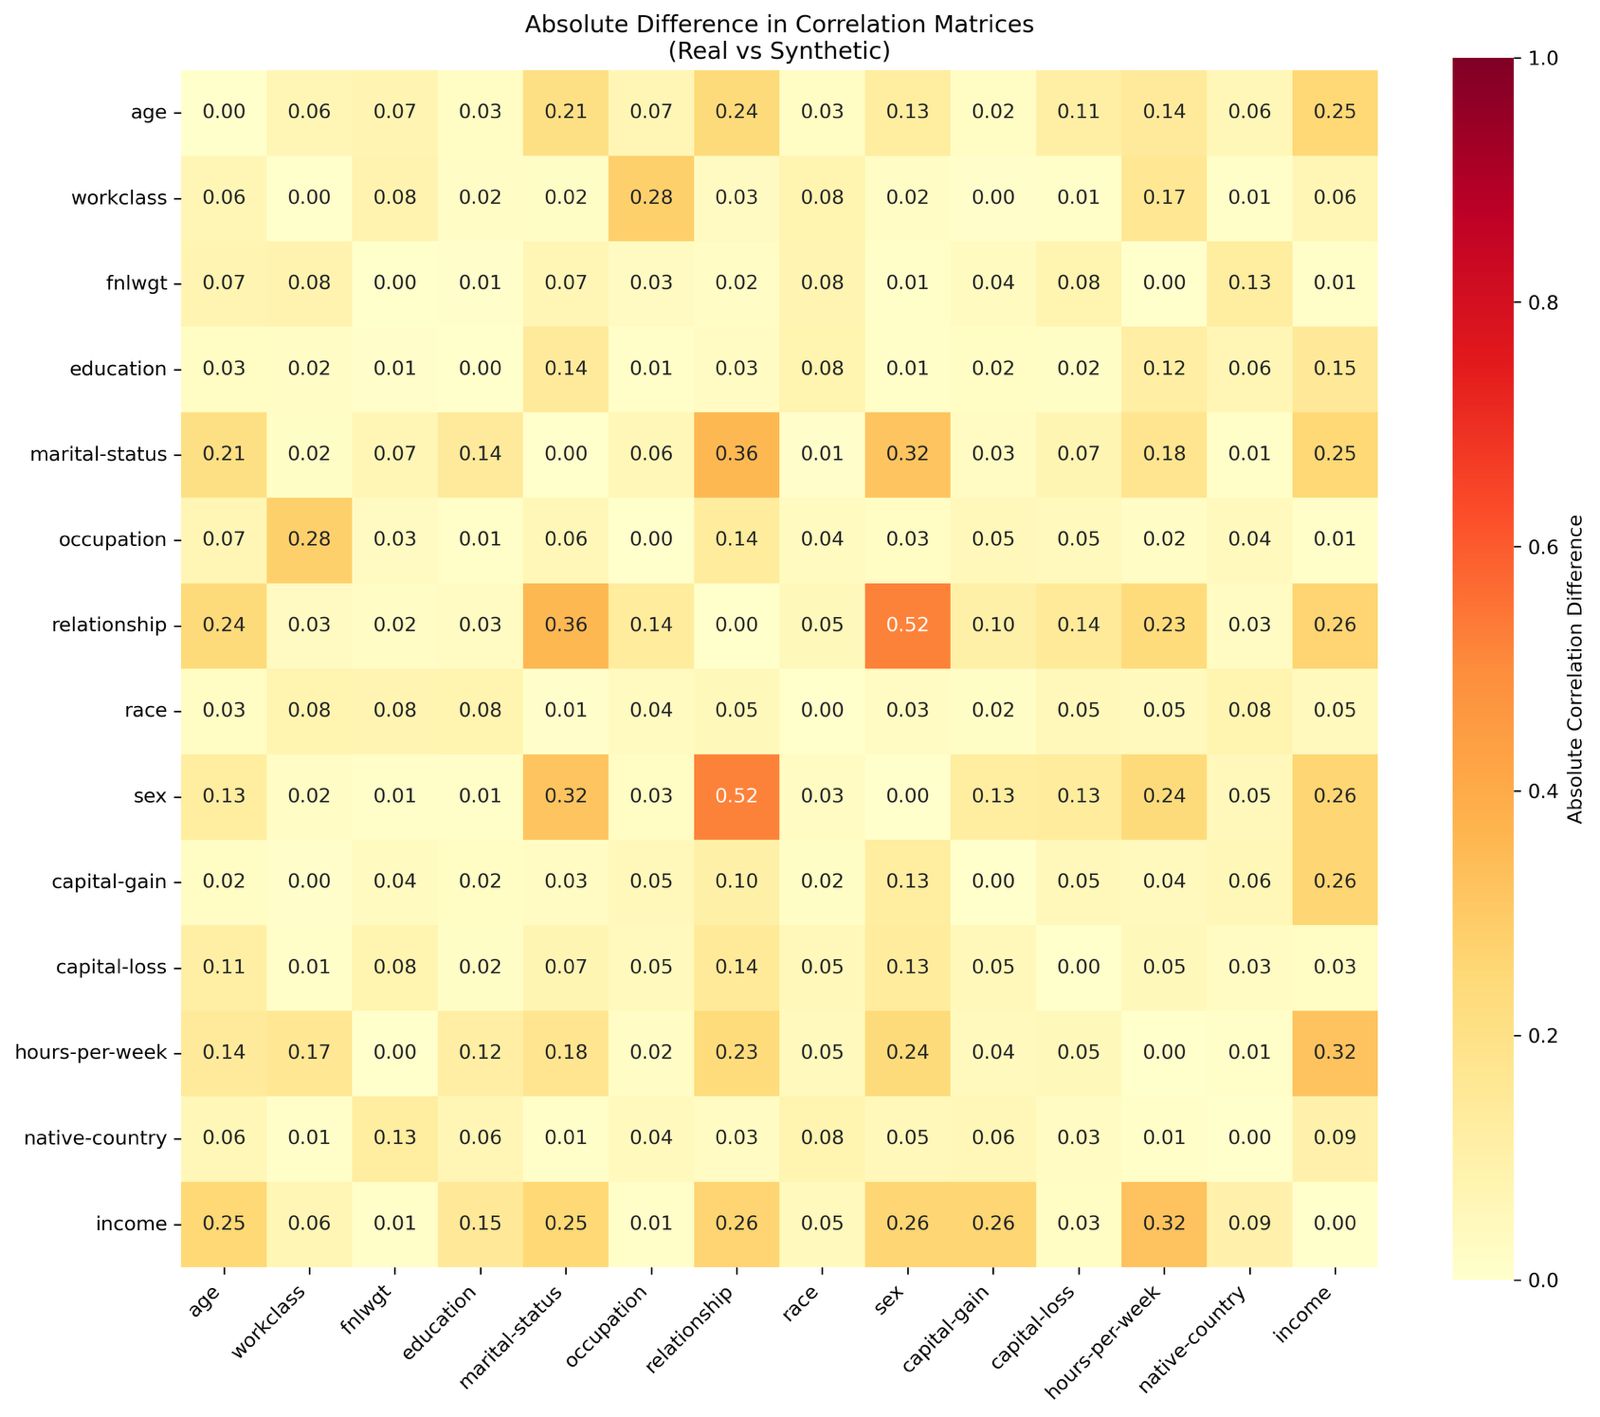 Absolute Difference in Correlation Matrices
(Real vs Synthetic)
age 0.00 0.06 0.07 0.03 0.21 0.07 0.24 0.03 0.13 0.02 0.11 0.14 0.06 0.25
workclass 0.06 0.00 0.08 0.02 0.02 0.28 0.03 0.08 0.02 0.00 0.01 0.17 0.01 0.06
fnlwgt 0.07 0.08 0.00 0.01 0.07 0.03 0.02 0.08 0.01 0.04 0.08 0.00 0.13 0.01
education 0.03 0.02 0.01 0.00 0.14 0.01 0.03 0.08 0.01 0.02 0.02 0.12 0.06 0.15
marital-status 0.21 0.02 0.07 0.14 0.00 0.06 0.36 0.01 0.32 0.03 0.07 0.18 0.01 0.25
occupation 0.07 0.28 0.03 0.01 0.06 0.00 0.14 0.04 0.03 0.05 0.05 0.02 0.04 0.01
relationship 0.24 0.03 0.02 0.03 0.36 0.14 0.00 0.05 0.52 0.10 0.14 0.23 0.03 0.26
race 0.03 0.08 0.08 0.08 0.01 0.04 0.05 0.00 0.03 0.02 0.05 0.05 0.08 0.05
sex 0.13 0.02 0.01 0.01 0.32 0.03 0.52 0.03 0.00 0.13 0.13 0.24 0.05 0.26
capital-gain 0.02 0.00 0.04 0.02 0.03 0.05 0.10 0.02 0.13 0.00 0.05 0.04 0.06 0.26
capital-loss 0.11 0.01 0.08 0.02 0.07 0.05 0.14 0.05 0.13 0.05 0.00 0.05 0.03 0.03
hours-per-week 0.14 0.17 0.00 0.12 0.18 0.02 0.23 0.05 0.24 0.04 0.05 0.00 0.01 0.32
native-country 0.06 0.01 0.13 0.06 0.01 0.04 0.03 0.08 0.05 0.06 0.03 0.01 0.00 0.09
income 0.25 0.06 0.01 0.15 0.25 0.01 0.26 0.05 0.26 0.26 0.03 0.32 0.09 0.00
age workclass fnlwgt education marital-status occupation relationship race sex capital-gain capital-loss hours-per-week native-country income
1.0
0.8
0.6
0.4
0.2
0.0
Absolute Correlation Difference